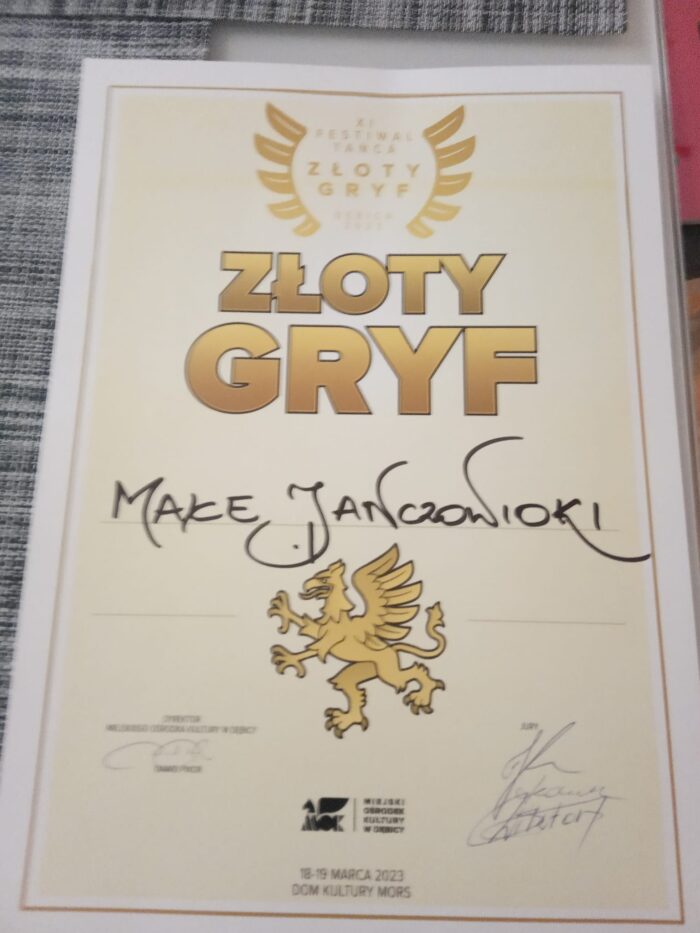 XI
FESTIWAL
TAŃCA
ZŁOTY
GRYF
DĘBICA
2023
ZŁOTY
GRYF
MAŁE JAŃCZOWIOKI
DYREKTOR
MIEJSKIEGO OŚRODKA KULTURY W DĘBICY
JURY
MOK
MIEJSKI
OŚRODEK
KULTURY
W DĘBICY
18-19 MARCA 2023
DOM KULTURY MORS